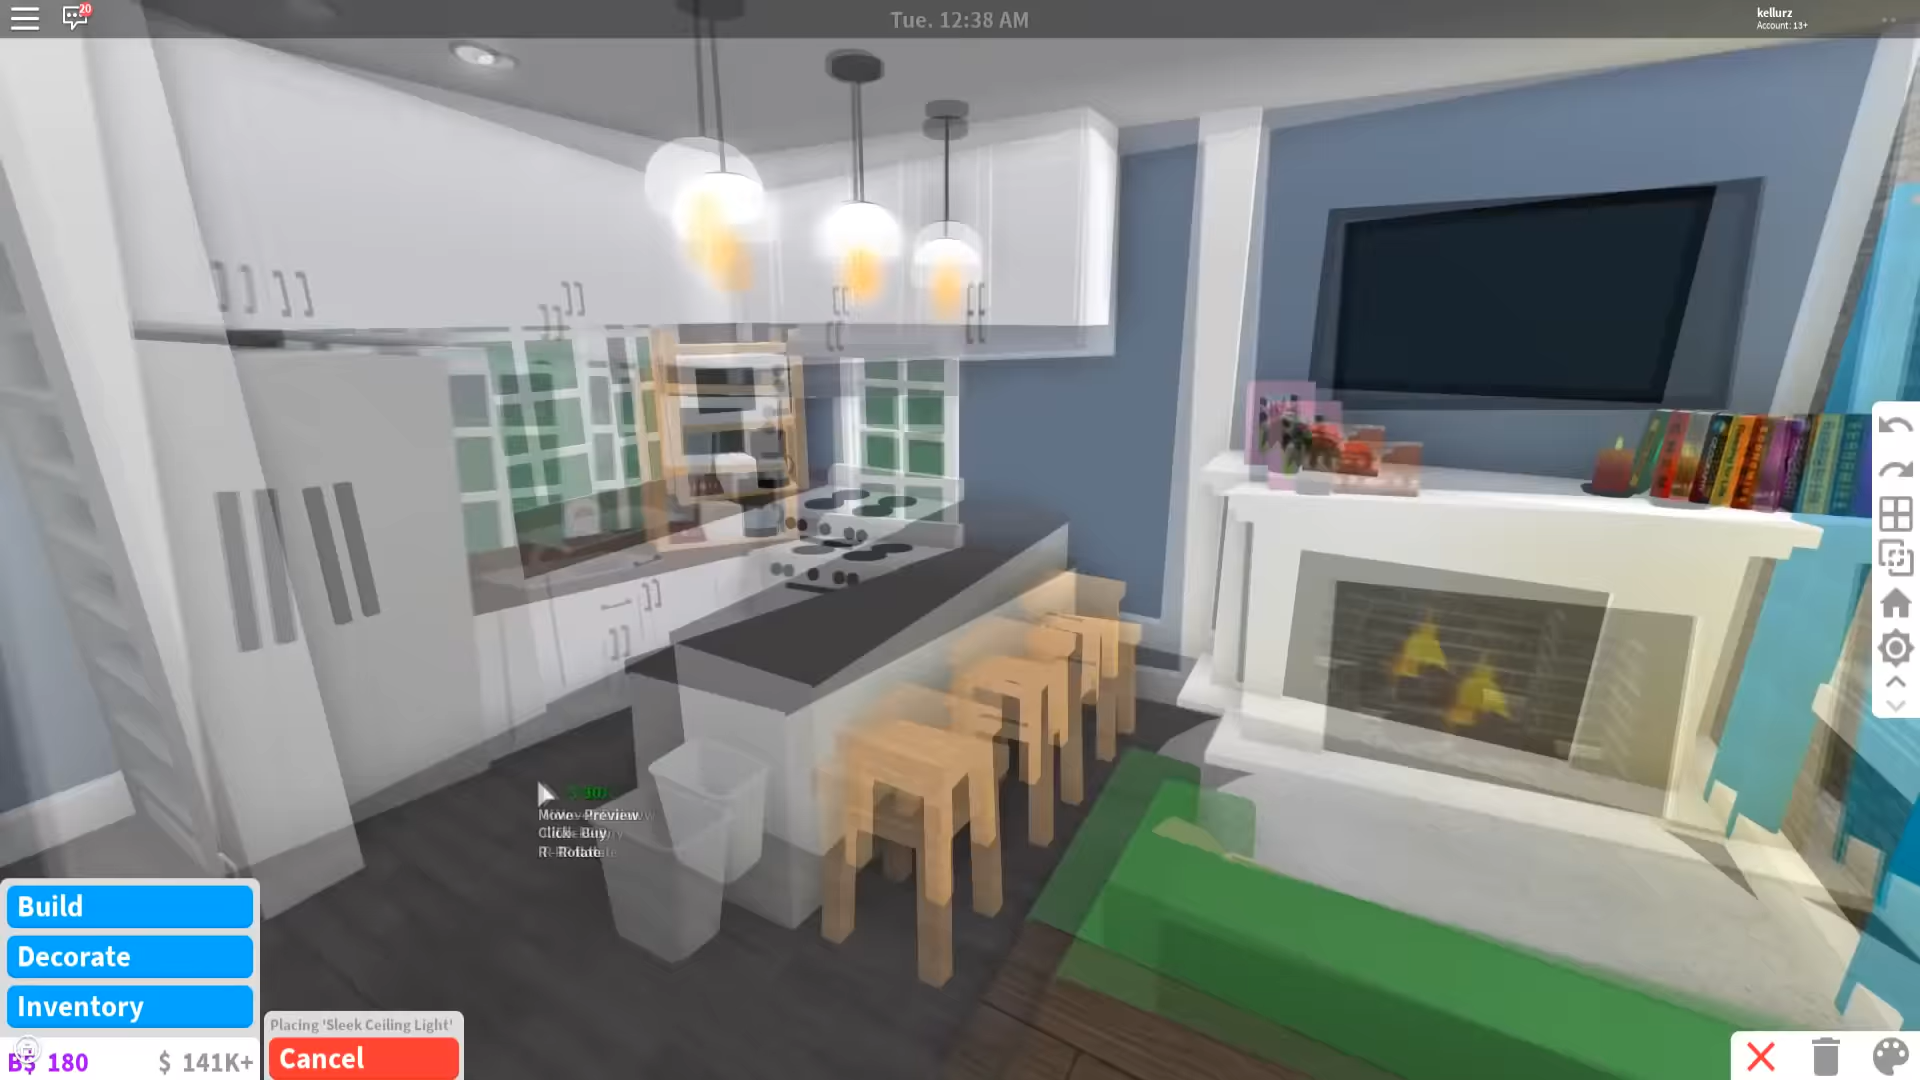 20
Tue. 12:38 AM
kellurz
Account: 13+
Move - Preview
Click - Buy
R - Rotate
Build
Decorate
Inventory
Placing 'Sleek Ceiling Light'
Cancel
B$ 180
$ 141K+